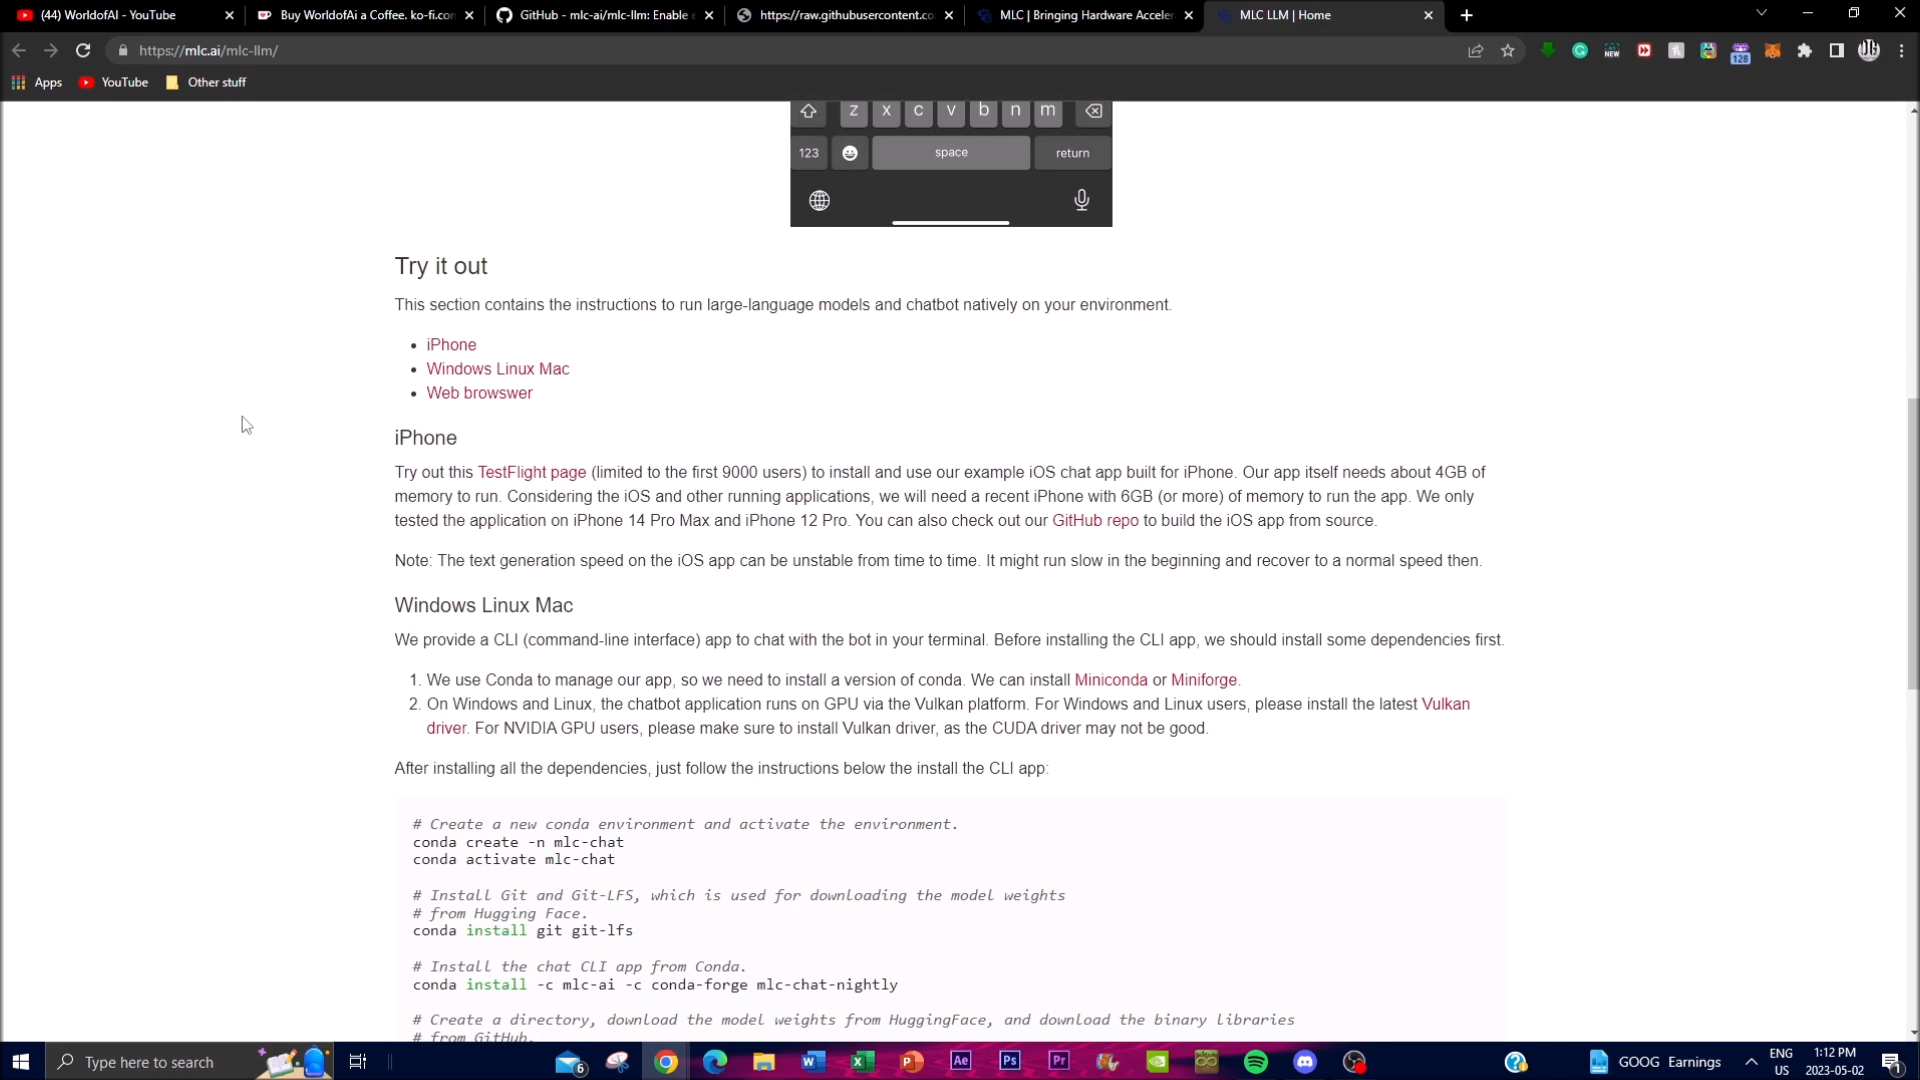 (44) WorldofAI - YouTube
Buy WorldofAi a Coffee. ko-fi.con
GitHub - mlc-ai/mlc-llm: Enable e
https://raw.githubusercontent.co
MLC | Bringing Hardware Acceler
MLC LLM | Home
https://mlc.ai/mlc-llm/
NEW
128
Apps
YouTube
Other stuff
z x c v b n m
123
space
return
Try it out
This section contains the instructions to run large-language models and chatbot natively on your environment.
• iPhone
• Windows Linux Mac
• Web browswer
iPhone
Try out this TestFlight page (limited to the first 9000 users) to install and use our example iOS chat app built for iPhone. Our app itself needs about 4GB of
memory to run. Considering the iOS and other running applications, we will need a recent iPhone with 6GB (or more) of memory to run the app. We only
tested the application on iPhone 14 Pro Max and iPhone 12 Pro. You can also check out our GitHub repo to build the iOS app from source.
Note: The text generation speed on the iOS app can be unstable from time to time. It might run slow in the beginning and recover to a normal speed then.
Windows Linux Mac
We provide a CLI (command-line interface) app to chat with the bot in your terminal. Before installing the CLI app, we should install some dependencies first.
1. We use Conda to manage our app, so we need to install a version of conda. We can install Miniconda or Miniforge.
2. On Windows and Linux, the chatbot application runs on GPU via the Vulkan platform. For Windows and Linux users, please install the latest Vulkan
driver. For NVIDIA GPU users, please make sure to install Vulkan driver, as the CUDA driver may not be good.
After installing all the dependencies, just follow the instructions below the install the CLI app:
# Create a new conda environment and activate the environment.
conda create -n mlc-chat
conda activate mlc-chat
# Install Git and Git-LFS, which is used for downloading the model weights
# from Hugging Face.
conda install git git-lfs
# Install the chat CLI app from Conda.
conda install -c mlc-ai -c conda-forge mlc-chat-nightly
# Create a directory, download the model weights from HuggingFace, and download the binary libraries
# from GitHub.
Type here to search
6
Ae
Ps
Pr
GOOG Earnings
ENG
US
1:12 PM
2023-05-02
1